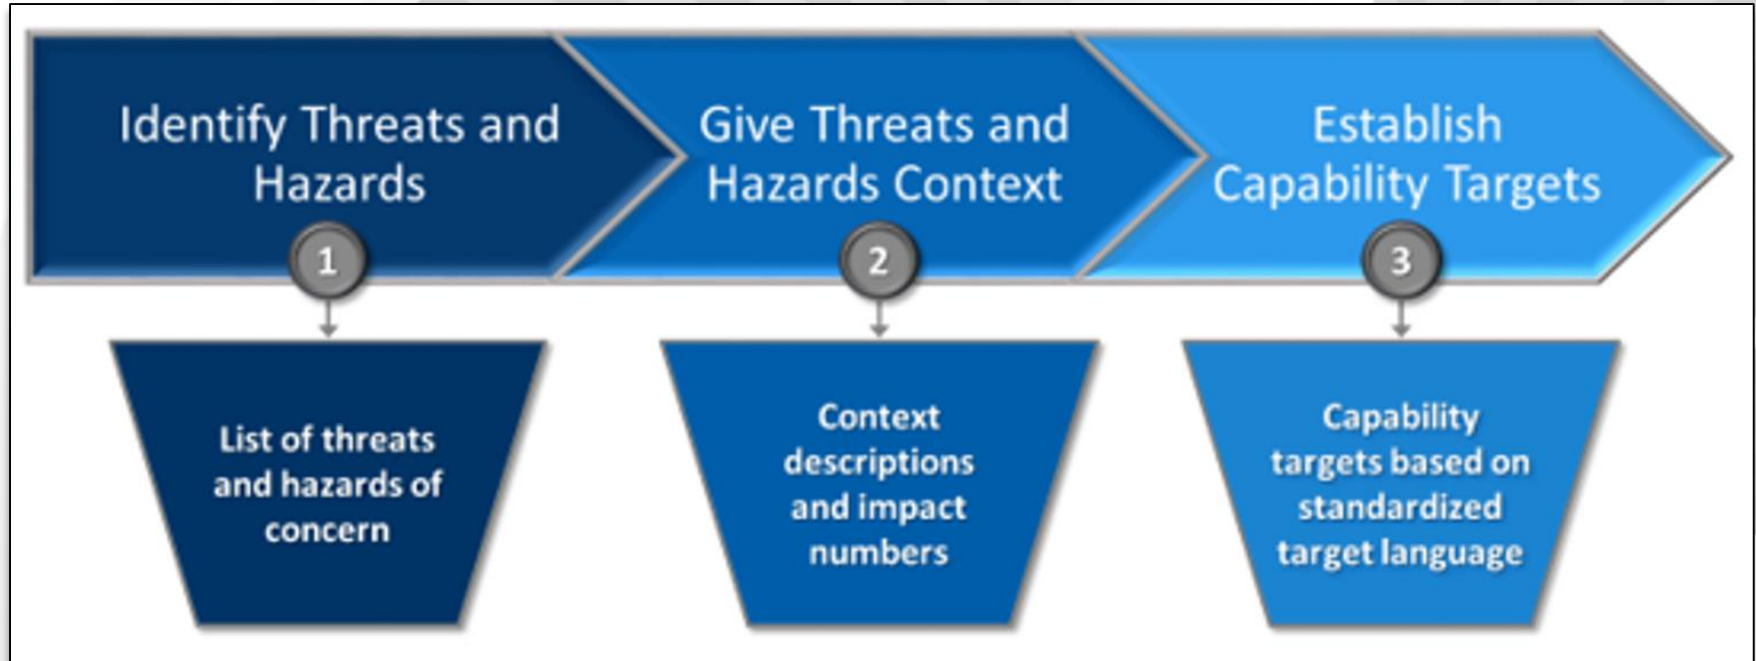 Identify Threats and
Hazards
1
Give Threats and
Hazards Context
2
Establish
Capability Targets
3
List of threats
and hazards of
concern
Context
descriptions
and impact
numbers
Capability
targets based on
standardized
target language